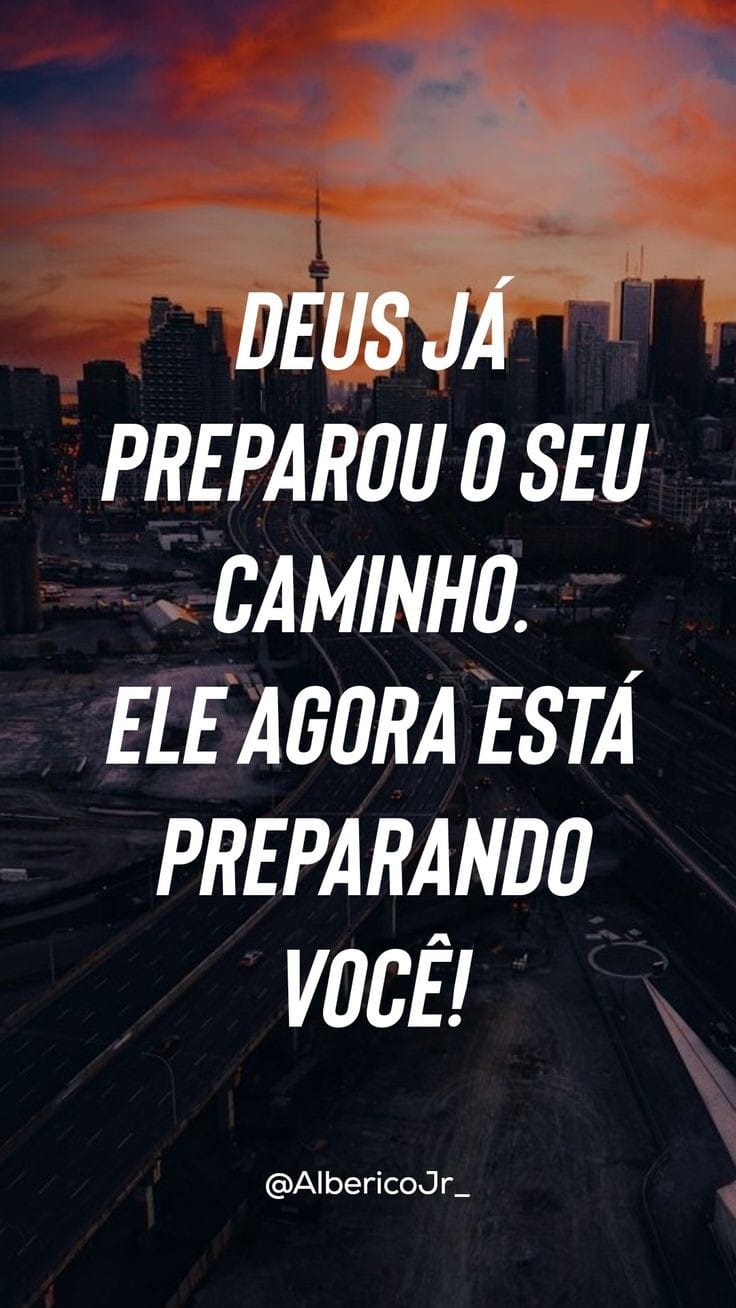 DEUS JÁ
PREPAROU O SEU
CAMINHO.
ELE AGORA ESTÁ
PREPARANDO
VOCÊ!
@AlbericoJr_